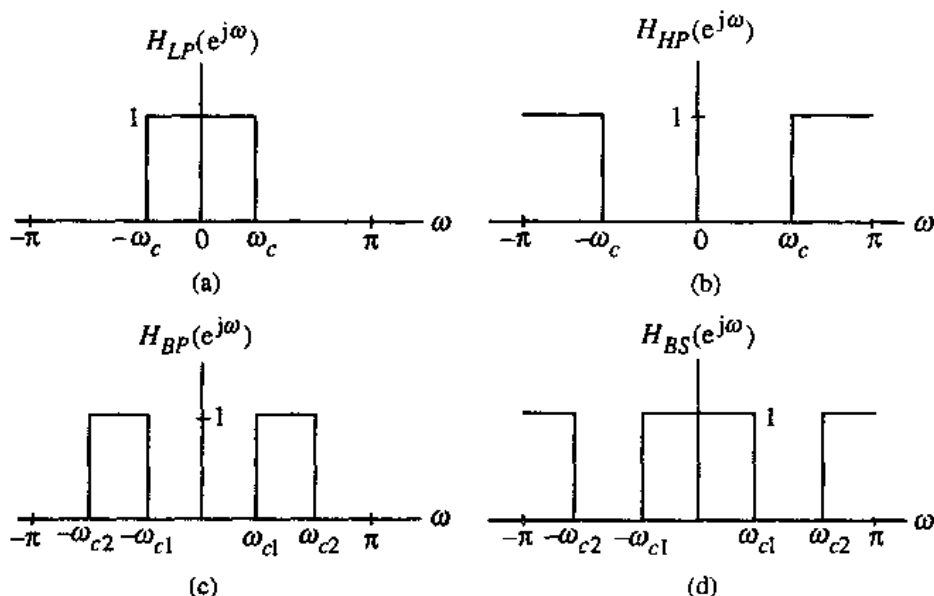 H_LP(e^jω)
H_HP(e^jω)
1
1
−π −ω_c 0 ω_c π ω
−π −ω_c 0 ω_c π ω
(a)
(b)
H_BP(e^jω)
H_BS(e^jω)
1
1
−π −ω_c2 −ω_c1 ω_c1 ω_c2 π ω
−π −ω_c2 −ω_c1 ω_c1 ω_c2 π ω
(c)
(d)